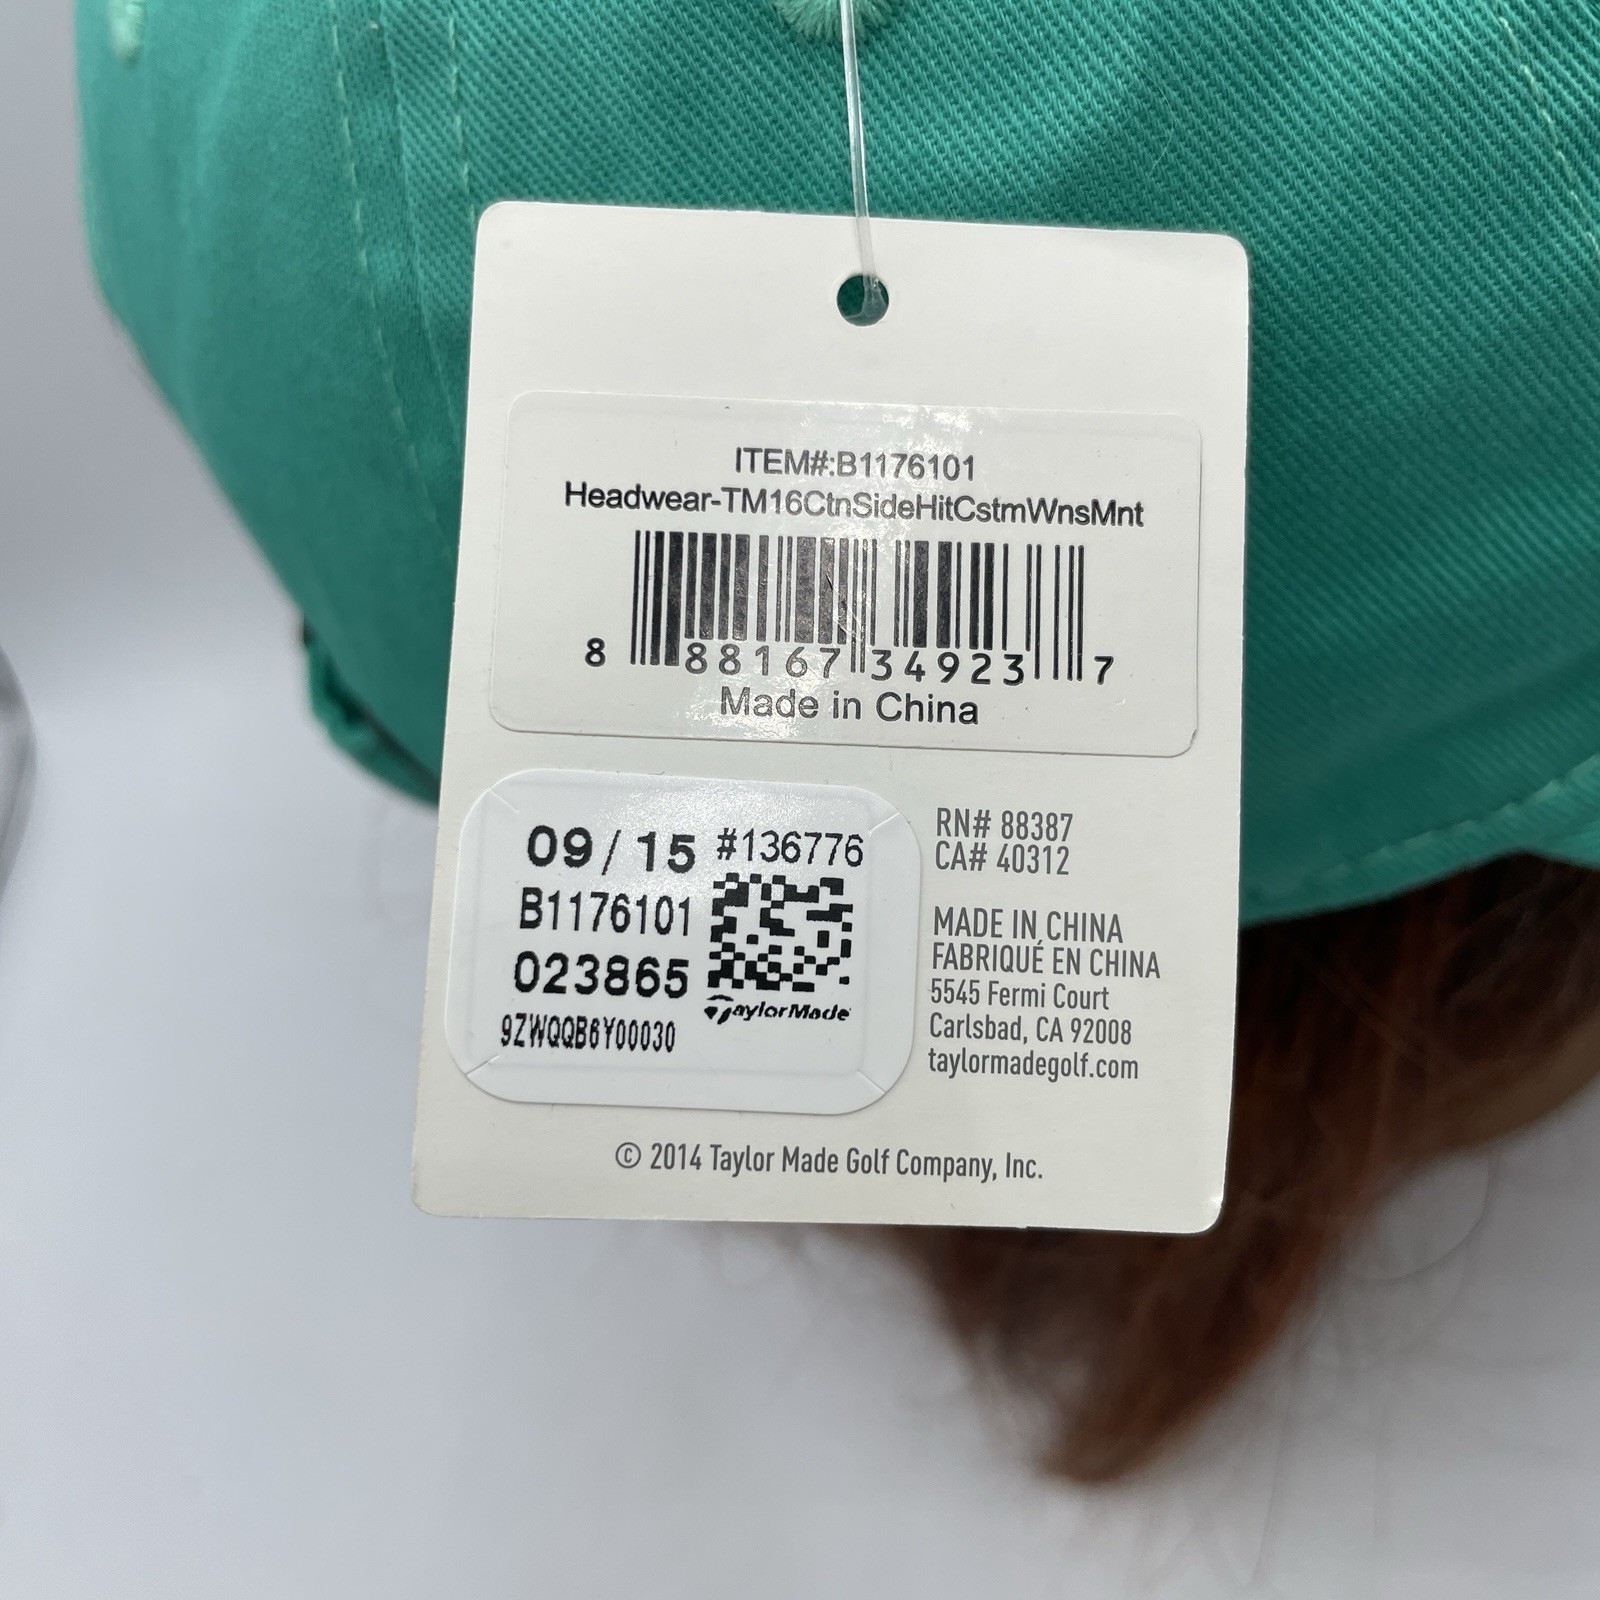 ITEM#:B1176101
Headwear-TM16CtnSideHitCstmWnsMnt
8 88167 34923 7
Made in China
09/15 #136776
B1176101
023865
TaylorMade
9ZWQQB6Y00030
RN# 88387
CA# 40312
MADE IN CHINA
FABRIQUÉ EN CHINA
5545 Fermi Court
Carlsbad, CA 92008
taylormadegolf.com
© 2014 Taylor Made Golf Company, Inc.